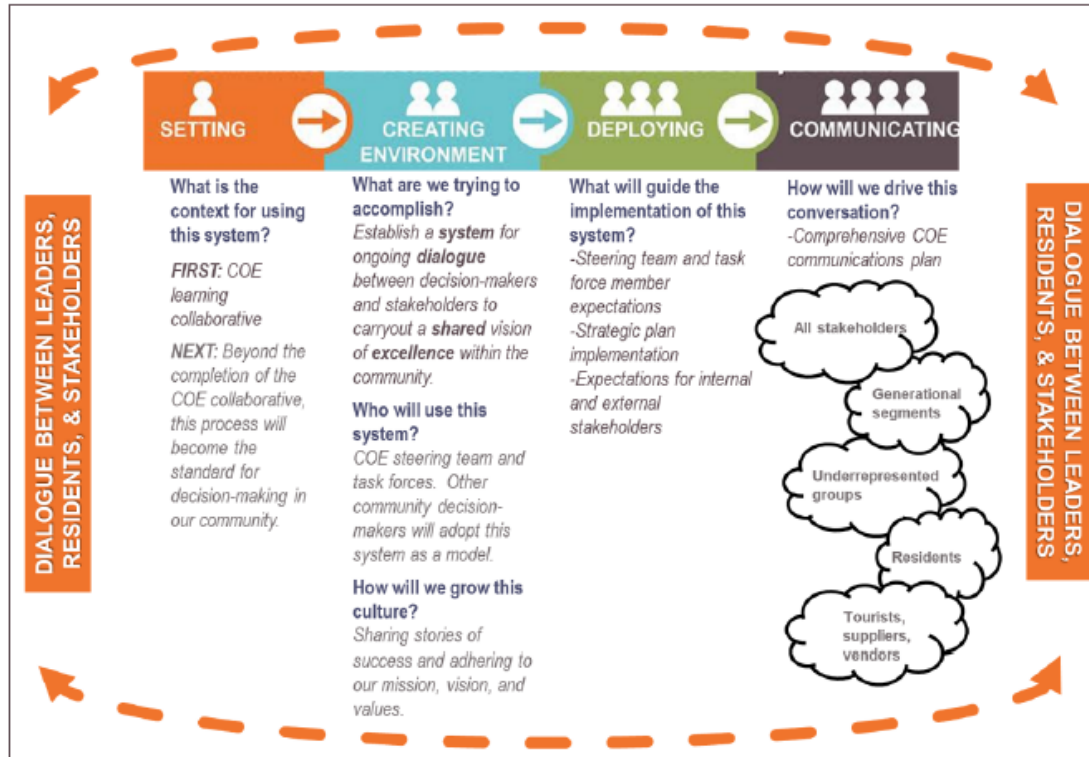 DIALOGUE BETWEEN LEADERS,
RESIDENTS, & STAKEHOLDERS
SETTING
CREATING
ENVIRONMENT
DEPLOYING
COMMUNICATING
What is the
context for using
this system?
FIRST: COE
learning
collaborative
NEXT: Beyond the
completion of the
COE collaborative,
this process will
become the
standard for
decision-making in
our community.
What are we trying to
accomplish?
Establish a system for
ongoing dialogue
between decision-makers
and stakeholders to
carryout a shared vision
of excellence within the
community.
Who will use this
system?
COE steering team and
task forces. Other
community decision-
makers will adopt this
system as a model.
How will we grow this
culture?
Sharing stories of
success and adhering to
our mission, vision, and
values.
What will guide the
implementation of this
system?
-Steering team and task
force member
expectations
-Strategic plan
implementation
-Expectations for internal
and external
stakeholders
How will we drive this
conversation?
-Comprehensive COE
communications plan
All stakeholders
Generational
segments
Underrepresented
groups
Residents
Tourists,
suppliers,
vendors
DIALOGUE BETWEEN LEADERS,
RESIDENTS, & STAKEHOLDERS